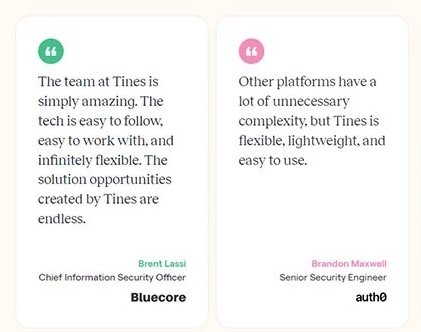 The team at Tines is
simply amazing. The
tech is easy to follow,
easy to work with, and
infinitely flexible. The
solution opportunities
created by Tines are
endless.
Brent Lassi
Chief Information Security Officer
Bluecore
Other platforms have a
lot of unnecessary
complexity, but Tines is
flexible, lightweight, and
easy to use.
Brandon Maxwell
Senior Security Engineer
auth0